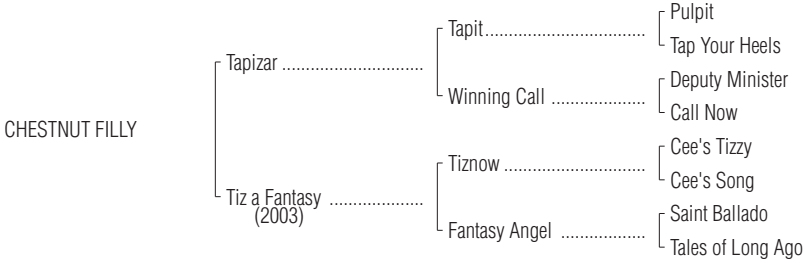 Pulpit
Tapit................................
Tap Your Heels
Tapizar ............................
Deputy Minister
Winning Call ...................
Call Now
CHESTNUT FILLY
Cee's Tizzy
Tiznow ............................
Cee's Song
Tiz a Fantasy ...................
(2003)
Saint Ballado
Fantasy Angel .................
Tales of Long Ago